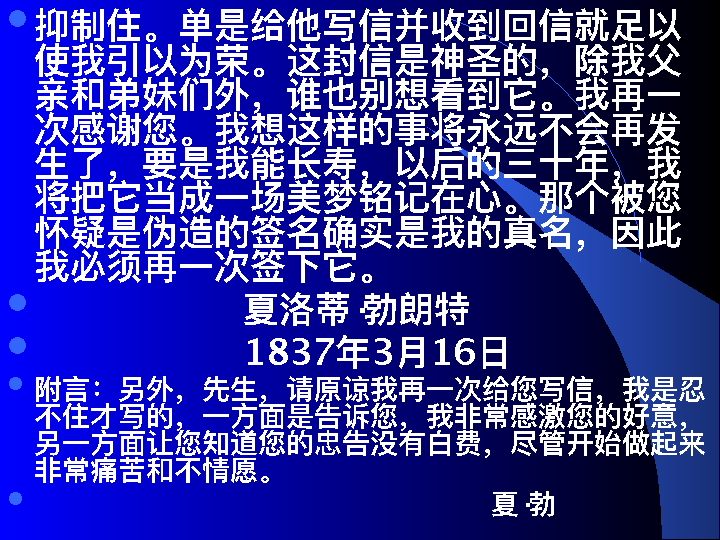 抑制住。单是给他写信并收到回信就足以
使我引以为荣。这封信是神圣的，除我父
亲和弟妹们外，谁也别想看到它。我再一
次感谢您。我想这样的事将永远不会再发
生了，要是我能长寿，以后的三十年，我
将把它当成一场美梦铭记在心。那个被您
怀疑是伪造的签名确实是我的真名，因此
我必须再一次签下它。
夏洛蒂·勃朗特
1837年3月16日
附言：另外，先生，请原谅我再一次给您写信，我是忍
不住才写的，一方面是告诉您，我非常感激您的好意，
另一方面让您知道您的忠告没有白费，尽管开始做起来
非常痛苦和不情愿。
夏·勃